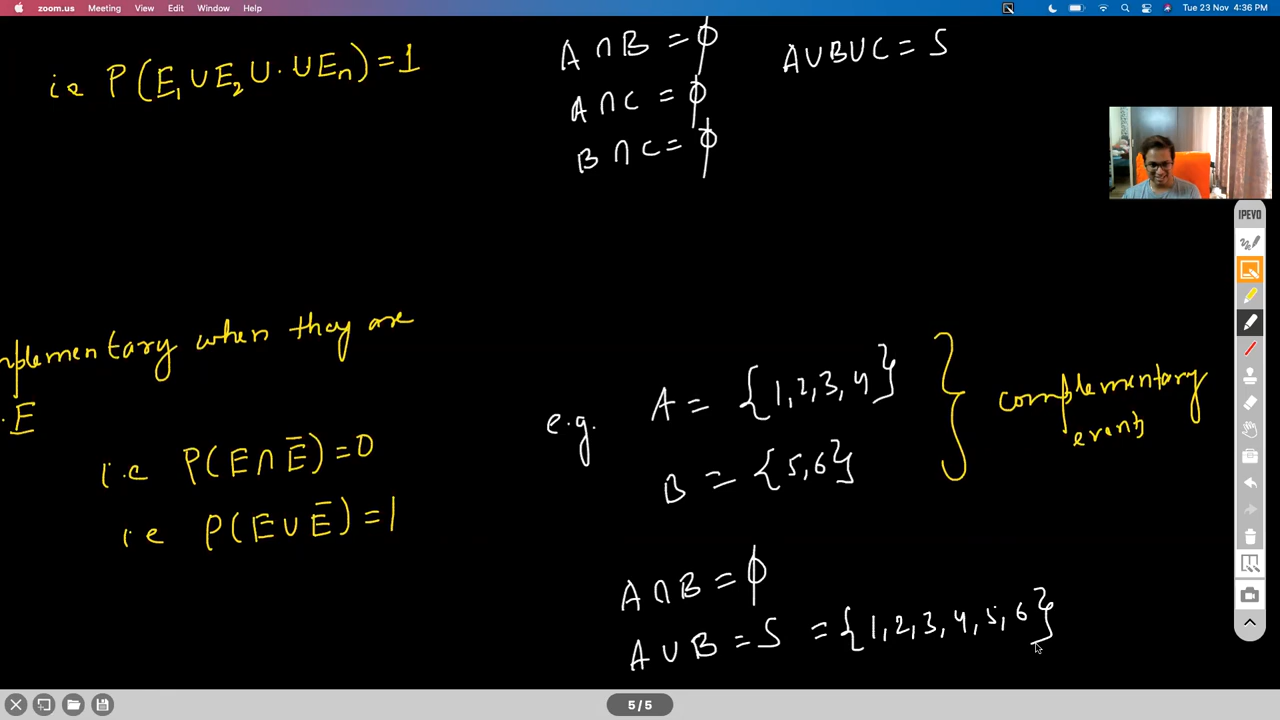 zoom.us Meeting View Edit Window Help Tue 23 Nov 4:36 PM
i.e P(E₁∪E₂∪··∪Eₙ)=1
A∩B = ϕ
A∩C = ϕ
B∩C = ϕ
A∪B∪C = S
IPEVO
mplementary when they are
. E
i.e P(E∩E̅)=0
i.e P(E∪E̅)=1
e.g. A = {1,2,3,4}
B = {5,6}
complementary
events
A∩B = ϕ
A∪B = S = {1,2,3,4,5,6}
5/5